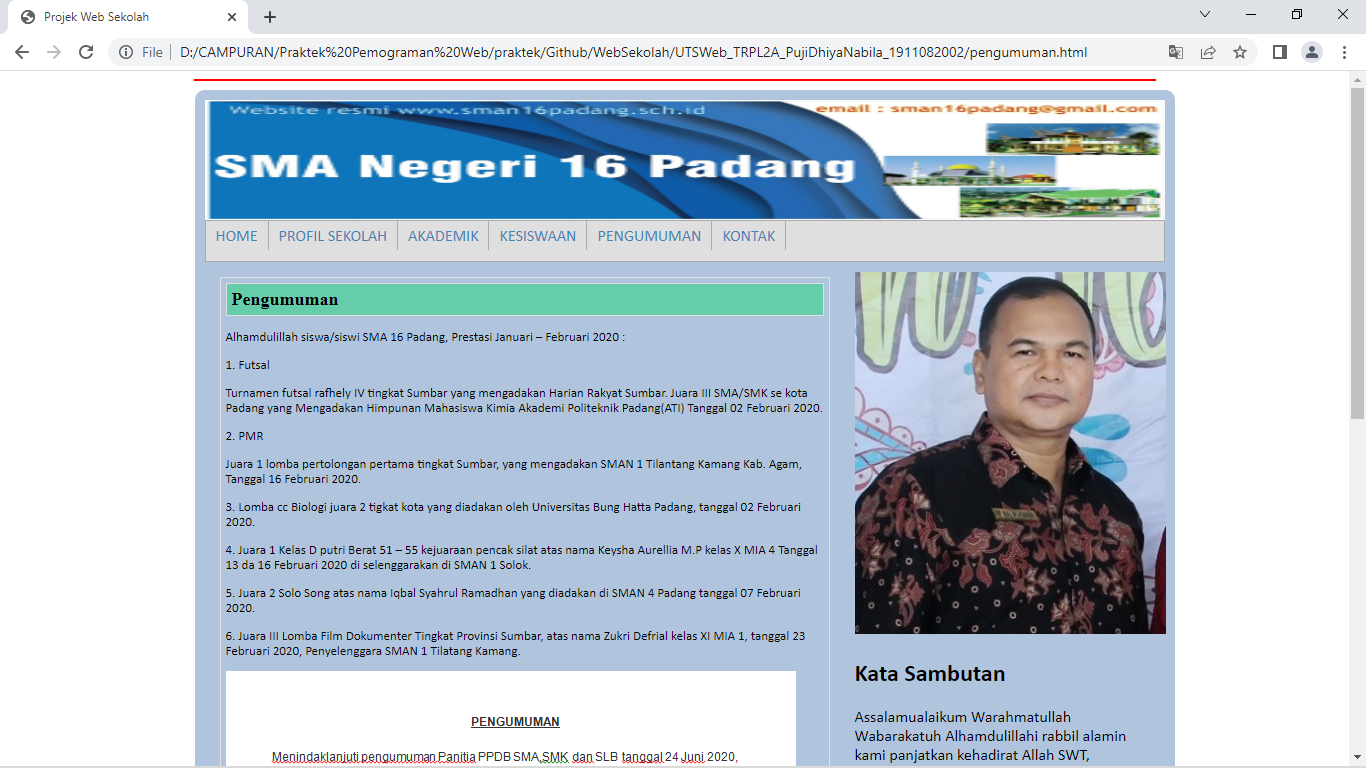 Projek Web Sekolah
File
D:/CAMPURAN/Praktek%20Pemograman%20Web/praktek/Github/WebSekolah/UTSWeb_TRPL2A_PujiDhiyaNabila_1911082002/pengumuman.html
Website resmi www.sman16padang.sch.id
email : sman16padang@gmail.com
SMA Negeri 16 Padang
HOME
PROFIL SEKOLAH
AKADEMIK
KESISWAAN
PENGUMUMAN
KONTAK
Pengumuman
Alhamdulillah siswa/siswi SMA 16 Padang, Prestasi Januari – Februari 2020 :
1. Futsal
Turnamen futsal rafhely IV tingkat Sumbar yang mengadakan Harian Rakyat Sumbar. Juara III SMA/SMK se kota
Padang yang Mengadakan Himpunan Mahasiswa Kimia Akademi Politeknik Padang(ATI) Tanggal 02 Februari 2020.
2. PMR
Juara 1 lomba pertolongan pertama tingkat Sumbar, yang mengadakan SMAN 1 Tilantang Kamang Kab. Agam,
Tanggal 16 Februari 2020.
3. Lomba cc Biologi juara 2 tigkat kota yang diadakan oleh Universitas Bung Hatta Padang, tanggal 02 Februari
2020.
4. Juara 1 Kelas D putri Berat 51 – 55 kejuaraan pencak silat atas nama Keysha Aurellia M.P kelas X MIA 4 Tanggal
13 da 16 Februari 2020 di selenggarakan di SMAN 1 Solok.
5. Juara 2 Solo Song atas nama Iqbal Syahrul Ramadhan yang diadakan di SMAN 4 Padang tanggal 07 Februari
2020.
6. Juara III Lomba Film Dokumenter Tingkat Provinsi Sumbar, atas nama Zukri Defrial kelas XI MIA 1, tanggal 23
Februari 2020, Penyelenggara SMAN 1 Tilatang Kamang.
PENGUMUMAN
Menindaklanjuti pengumuman Panitia PPDB SMA,SMK dan SLB tanggal 24 Juni 2020,
Kata Sambutan
Assalamualaikum Warahmatullah
Wabarakatuh Alhamdulillahi rabbil alamin
kami panjatkan kehadirat Allah SWT,